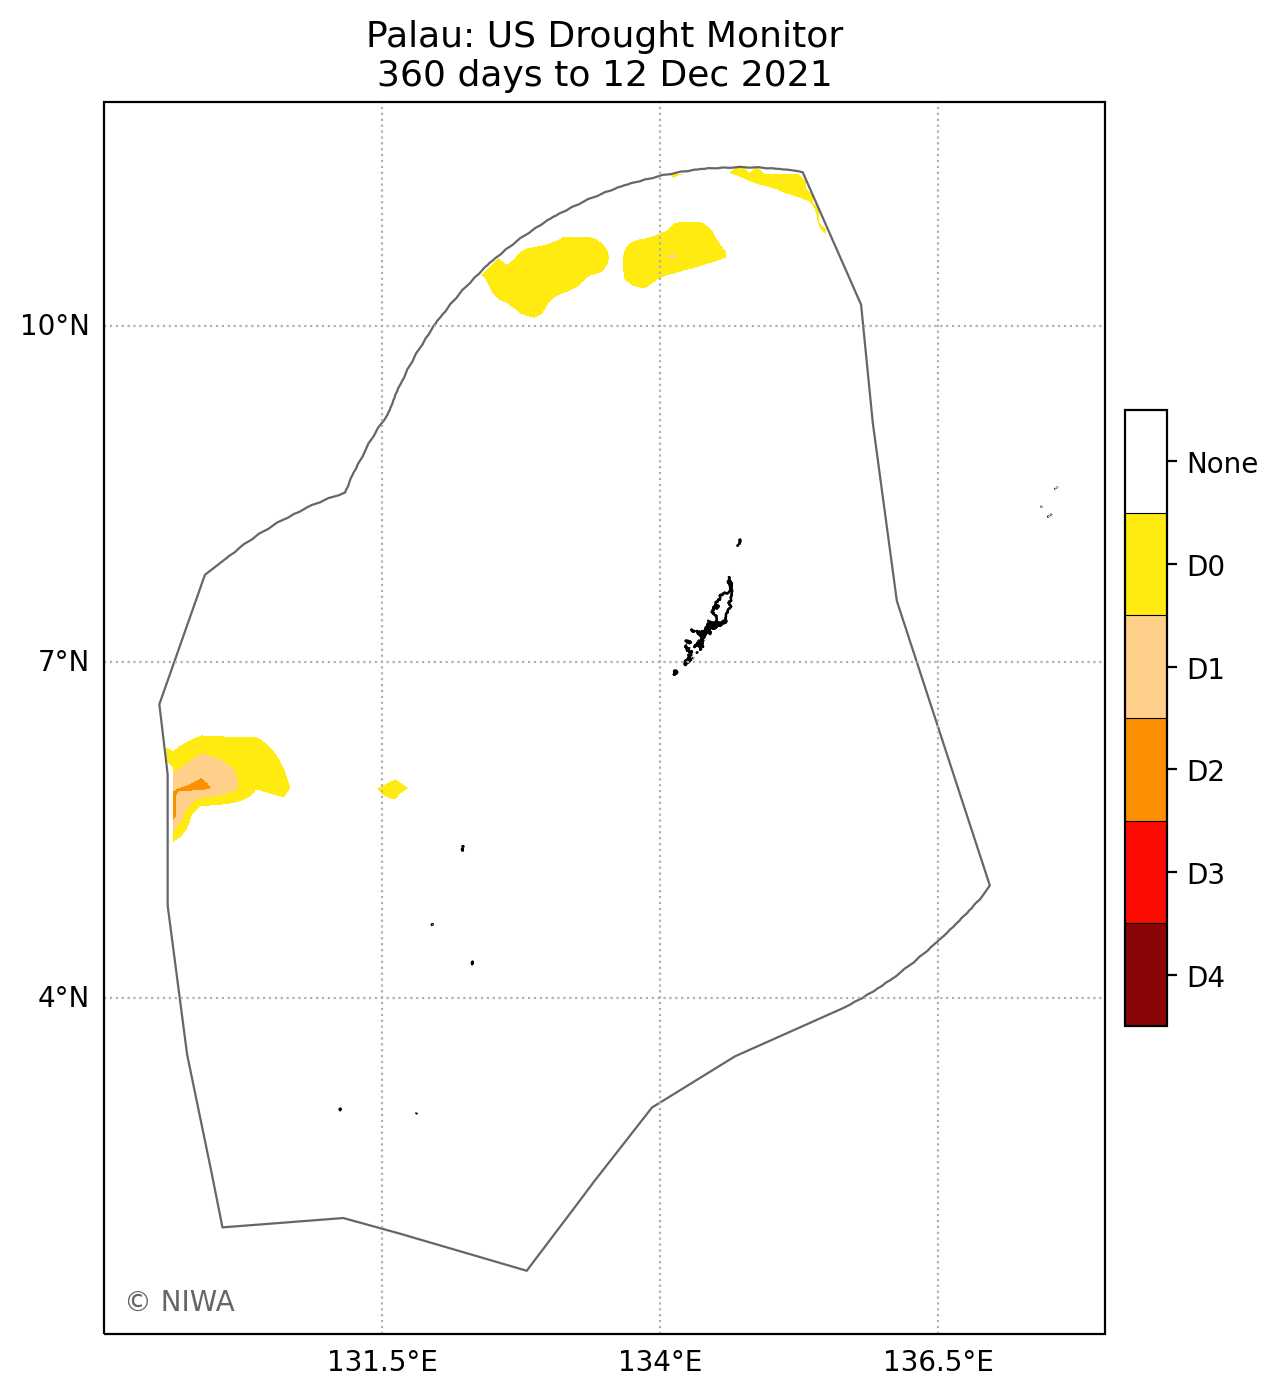 Palau: US Drought Monitor
360 days to 12 Dec 2021
10°N
7°N
4°N
131.5°E
134°E
136.5°E
None
D0
D1
D2
D3
D4
© NIWA